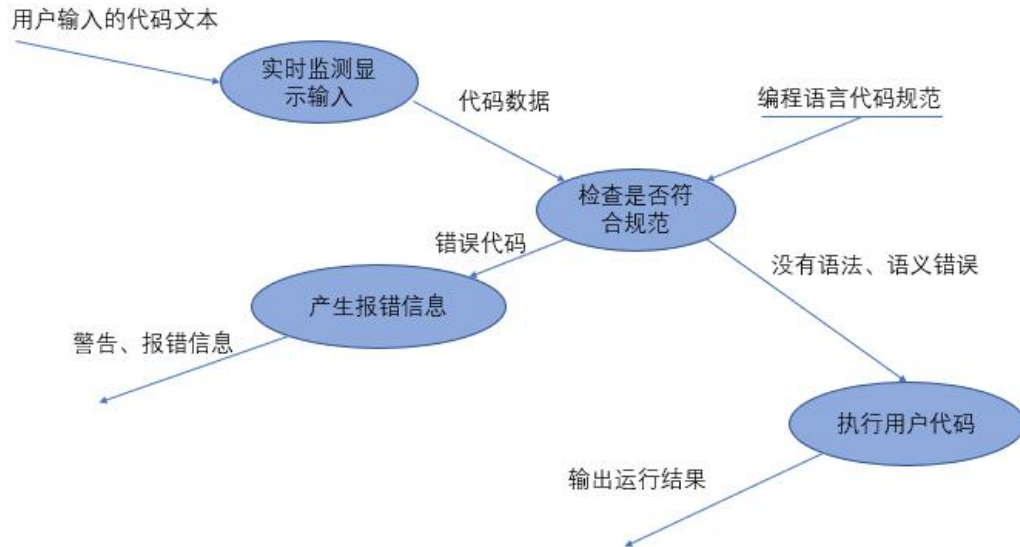 用户输入的代码文本
实时监测显
示输入
代码数据
编程语言代码规范
检查是否符
合规范
错误代码
没有语法、语义错误
产生报错信息
警告、报错信息
执行用户代码
输出运行结果